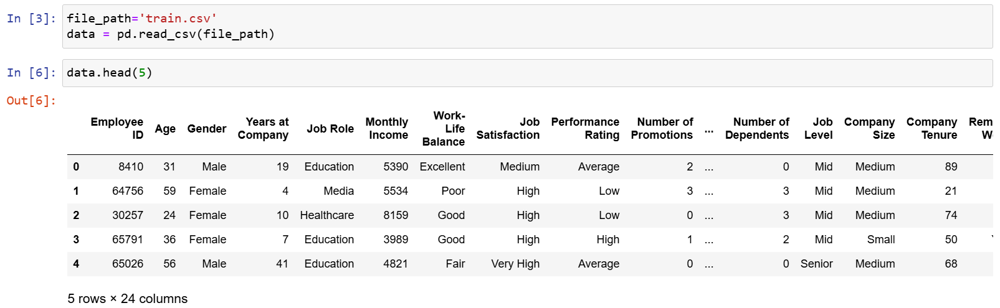 In [3]: file_path='train.csv'
data = pd.read_csv(file_path)
In [6]: data.head(5)
Out[6]:
Employee ID Age Gender Years at Company Job Role Monthly Income Work-Life Balance Job Satisfaction Performance Rating Number of Promotions ... Number of Dependents Job Level Company Size Company Tenure Rem W
0 8410 31 Male 19 Education 5390 Excellent Medium Average 2 ... 0 Mid Medium 89
1 64756 59 Female 4 Media 5534 Poor High Low 3 ... 3 Mid Medium 21
2 30257 24 Female 10 Healthcare 8159 Good High Low 0 ... 3 Mid Medium 74
3 65791 36 Female 7 Education 3989 Good High High 1 ... 2 Mid Small 50
4 65026 56 Male 41 Education 4821 Fair Very High Average 0 ... 0 Senior Medium 68
5 rows × 24 columns